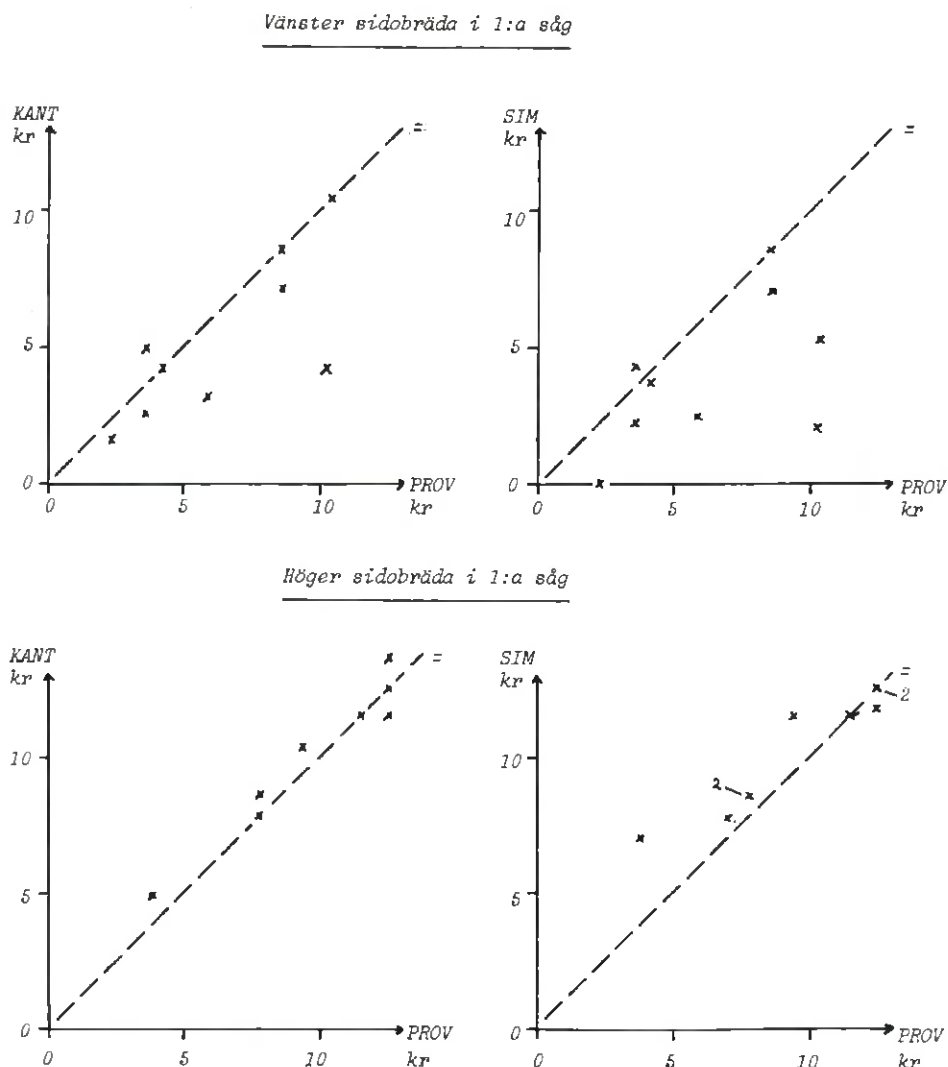 Vänster sidobräda i 1:a såg
KANT
kr
=
10
5
0
0 5 10
PROV
kr
SIM
kr
=
10
5
0
0 5 10
PROV
kr
Höger sidobräda i 1:a såg
KANT
kr
=
10
5
0
0 5 10
PROV
kr
SIM
kr
=
2
10
2
5
0
0 5 10
PROV
kr